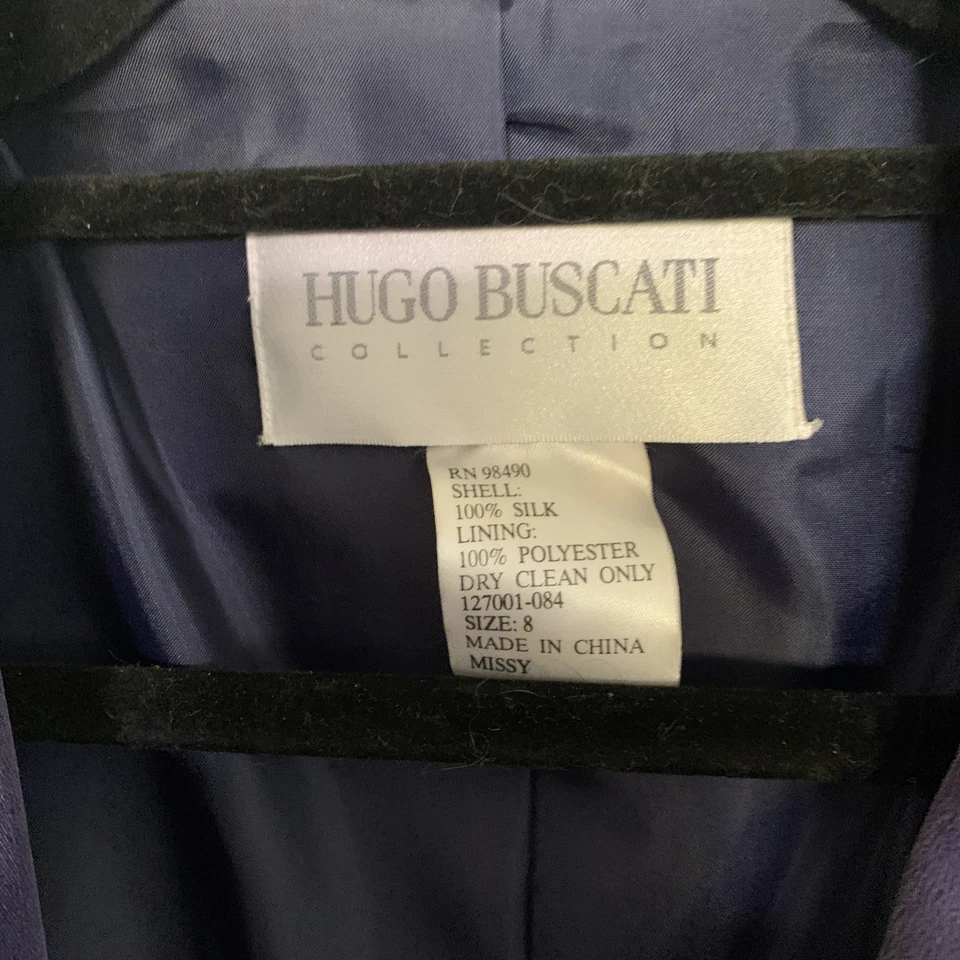 HUGO BUSCATI
COLLECTION
RN 98490
SHELL:
100% SILK
LINING:
100% POLYESTER
DRY CLEAN ONLY
127001-084
SIZE: 8
MADE IN CHINA
MISSY